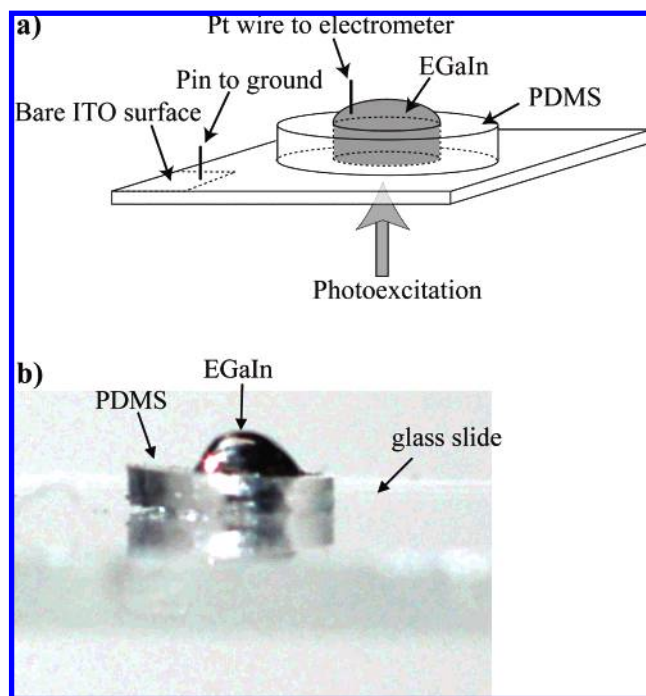 a)
Pt wire to electrometer
EGaIn
Pin to ground
PDMS
Bare ITO surface
Photoexcitation
b)
EGaIn
PDMS
glass slide